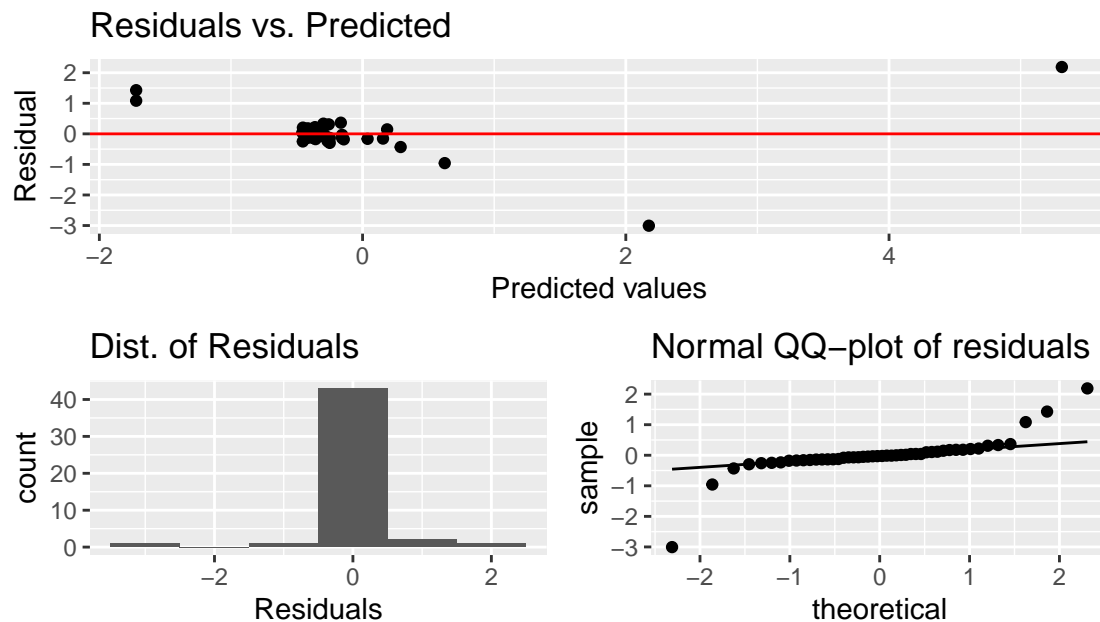 Residuals vs. Predicted
2
1
0
−1
−2
−3
Residual
−2 0 2 4
Predicted values
Dist. of Residuals
40
30
20
10
0
count
−2 0 2
Residuals
Normal QQ−plot of residuals
2
1
0
−1
−2
−3
sample
−2 −1 0 1 2
theoretical